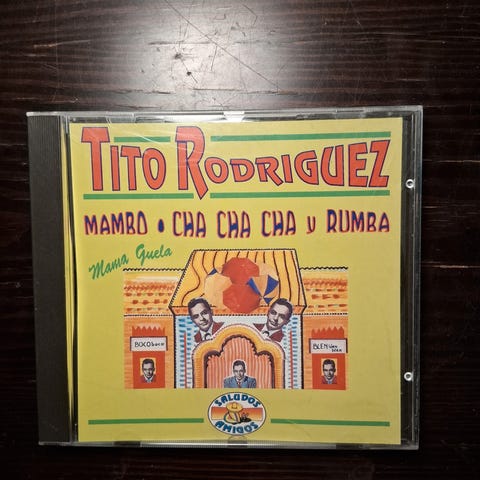 TITO RODRIGUEZ
MAMBO • CHA CHA CHA y RUMBA
Mama Guela
SALUDOS
AMIGOS